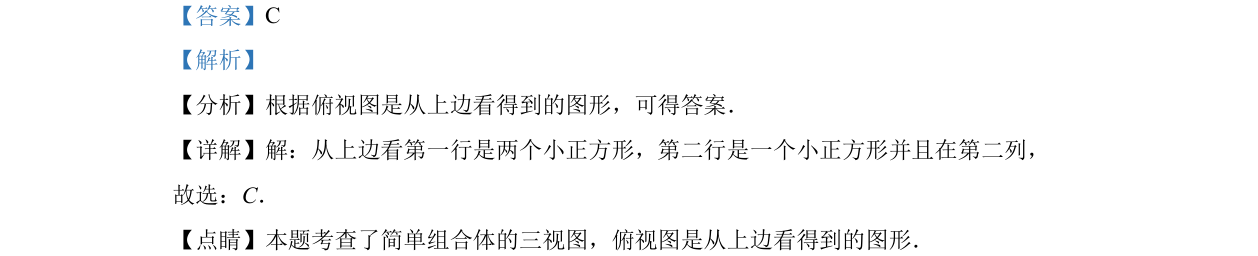 【答案】C
【解析】
【分析】根据俯视图是从上边看得到的图形，可得答案．
【详解】解：从上边看第一行是两个小正方形，第二行是一个小正方形并且在第二列，
故选：C．
【点睛】本题考查了简单组合体的三视图，俯视图是从上边看得到的图形．